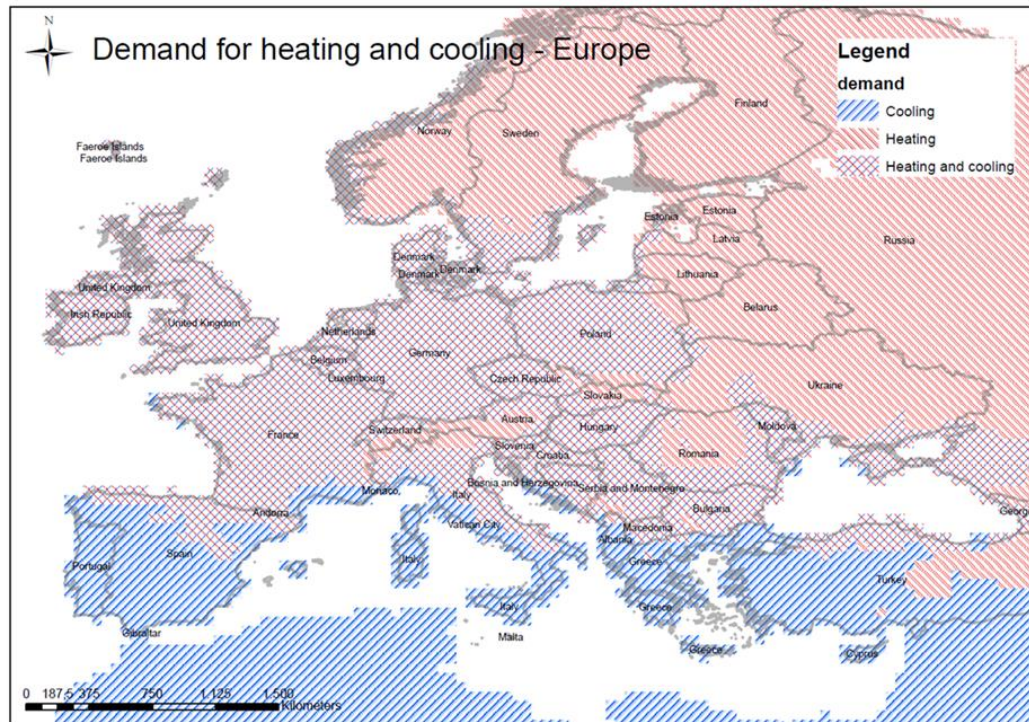 N
Demand for heating and cooling - Europe
Legend
demand
Cooling
Heating
Heating and cooling
Finland
Norway
Sweden
Faeroe Islands
Faeroe Islands
Estonia
Estonia
Russia
Latvia
Denmark
Denmark
Denmark
Lithuania
United Kingdom
Belarus
Irish Republic
United Kingdom
Netherlands
Poland
Germany
Belgium
Luxembourg
Czech Republic
Ukraine
Slovakia
Austria
Moldova
France
Switzerland
Hungary
Slovenia
Croatia
Romania
Bosnia and Herzegovina
Serbia and Montenegro
Monaco
Italy
Andorra
Bulgaria
Georg
Vatican City
Macedonia
Albania
Spain
Italy
Greece
Portugal
Turkey
Italy
Greece
Gibraltar
Malta
Greece
Cyprus
0 187.5 375 750 1.125 1.500
Kilometers